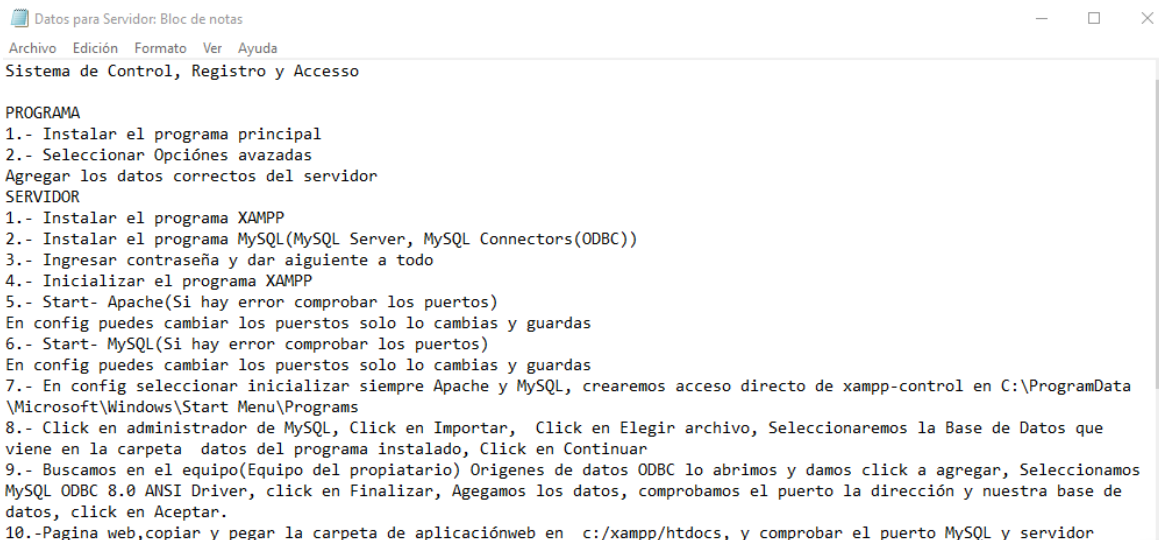 Datos para Servidor: Bloc de notas
Archivo Edición Formato Ver Ayuda
Sistema de Control, Registro y Accesso
PROGRAMA
1.- Instalar el programa principal
2.- Seleccionar Opciónes avazadas
Agregar los datos correctos del servidor
SERVIDOR
1.- Instalar el programa XAMPP
2.- Instalar el programa MySQL(MySQL Server, MySQL Connectors(ODBC))
3.- Ingresar contraseña y dar aiguiente a todo
4.- Inicializar el programa XAMPP
5.- Start- Apache(Si hay error comprobar los puertos)
En config puedes cambiar los puerstos solo lo cambias y guardas
6.- Start- MySQL(Si hay error comprobar los puertos)
En config puedes cambiar los puerstos solo lo cambias y guardas
7.- En config seleccionar inicializar siempre Apache y MySQL, crearemos acceso directo de xampp-control en C:\ProgramData
\Microsoft\Windows\Start Menu\Programs
8.- Click en administrador de MySQL, Click en Importar,  Click en Elegir archivo, Seleccionaremos la Base de Datos que
viene en la carpeta  datos del programa instalado, Click en Continuar
9.- Buscamos en el equipo(Equipo del propiatario) Origenes de datos ODBC lo abrimos y damos click a agregar, Seleccionamos
MySQL ODBC 8.0 ANSI Driver, click en Finalizar, Agegamos los datos, comprobamos el puerto la dirección y nuestra base de
datos, click en Aceptar.
10.-Pagina web,copiar y pegar la carpeta de aplicaciónweb en  c:/xampp/htdocs, y comprobar el puerto MySQL y servidor